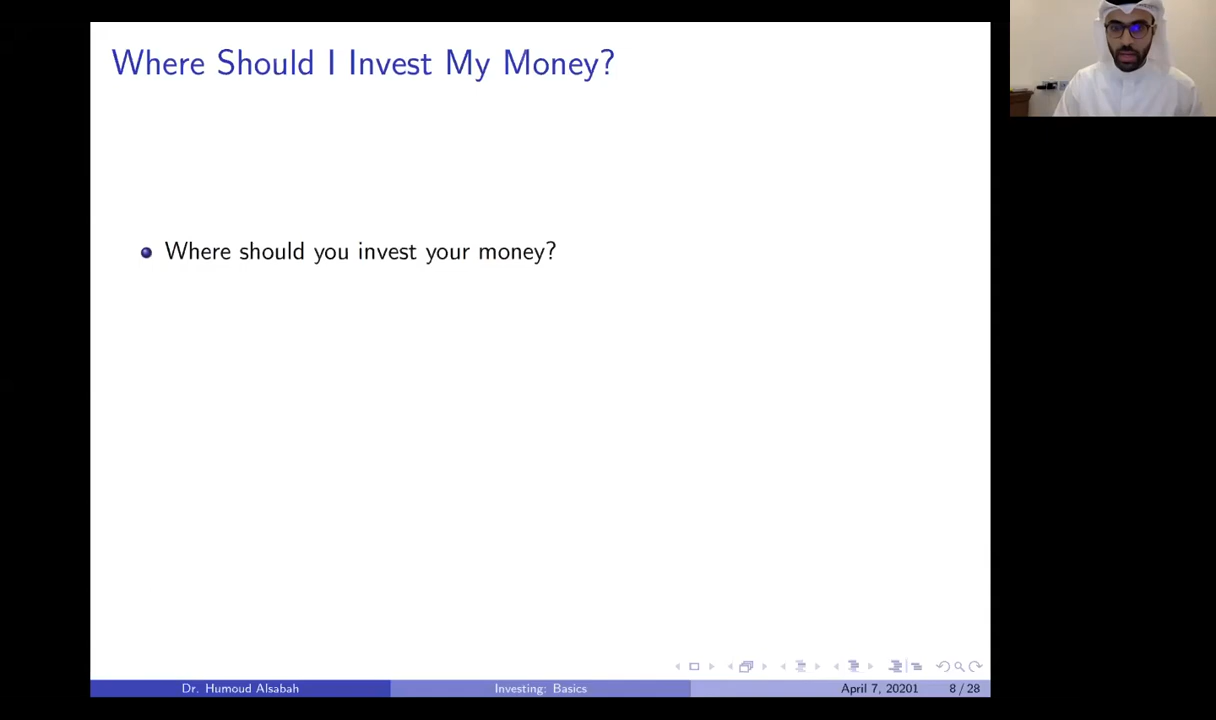 Where Should I Invest My Money?
Where should you invest your money?
Dr. Humoud Alsabah
Investing: Basics
April 7, 20201
8 / 28